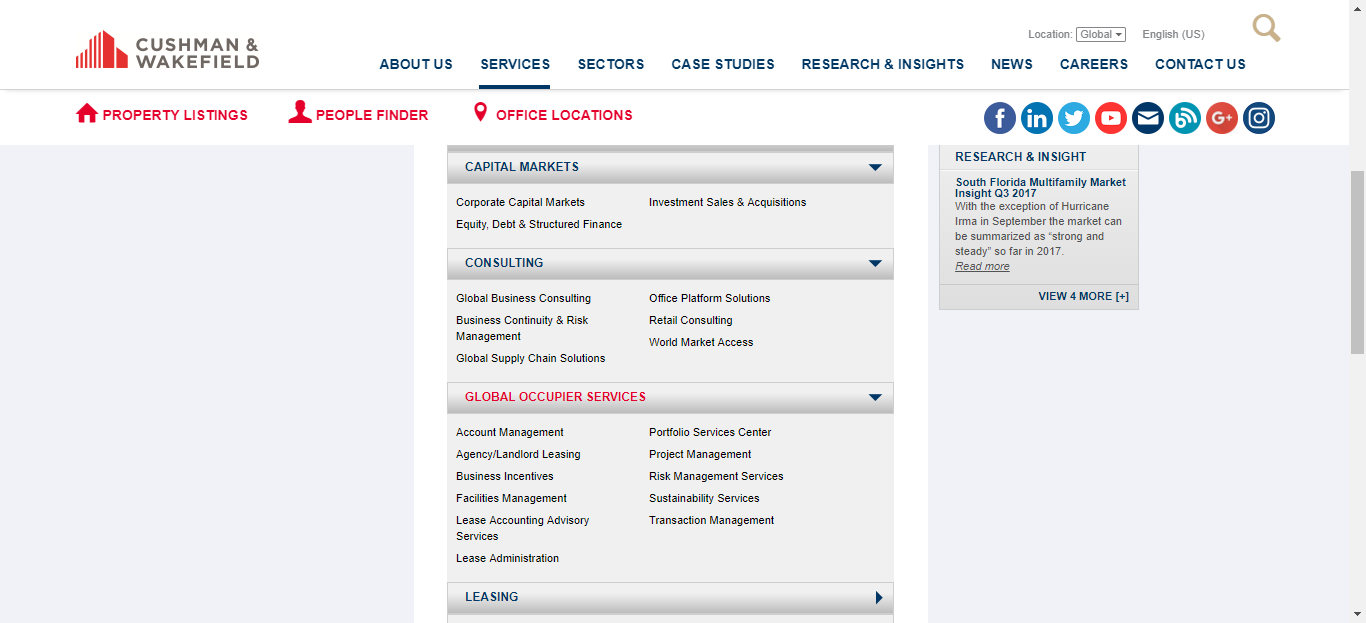 CUSHMAN &
WAKEFIELD
Location: Global
English (US)
ABOUT US
SERVICES
SECTORS
CASE STUDIES
RESEARCH & INSIGHTS
NEWS
CAREERS
CONTACT US
PROPERTY LISTINGS
PEOPLE FINDER
OFFICE LOCATIONS
f
in
G+
CAPITAL MARKETS
Corporate Capital Markets
Equity, Debt & Structured Finance
Investment Sales & Acquisitions
CONSULTING
Global Business Consulting
Business Continuity & Risk
Management
Global Supply Chain Solutions
Office Platform Solutions
Retail Consulting
World Market Access
GLOBAL OCCUPIER SERVICES
Account Management
Agency/Landlord Leasing
Business Incentives
Facilities Management
Lease Accounting Advisory
Services
Lease Administration
Portfolio Services Center
Project Management
Risk Management Services
Sustainability Services
Transaction Management
LEASING
RESEARCH & INSIGHT
South Florida Multifamily Market
Insight Q3 2017
With the exception of Hurricane
Irma in September the market can
be summarized as “strong and
steady” so far in 2017.
Read more
VIEW 4 MORE [+]